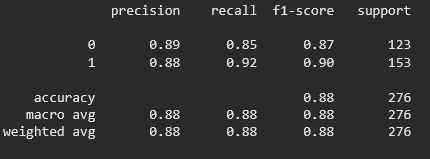 precision recall f1-score support
0 0.89 0.85 0.87 123
1 0.88 0.92 0.90 153
accuracy 0.88 276
macro avg 0.88 0.88 0.88 276
weighted avg 0.88 0.88 0.88 276